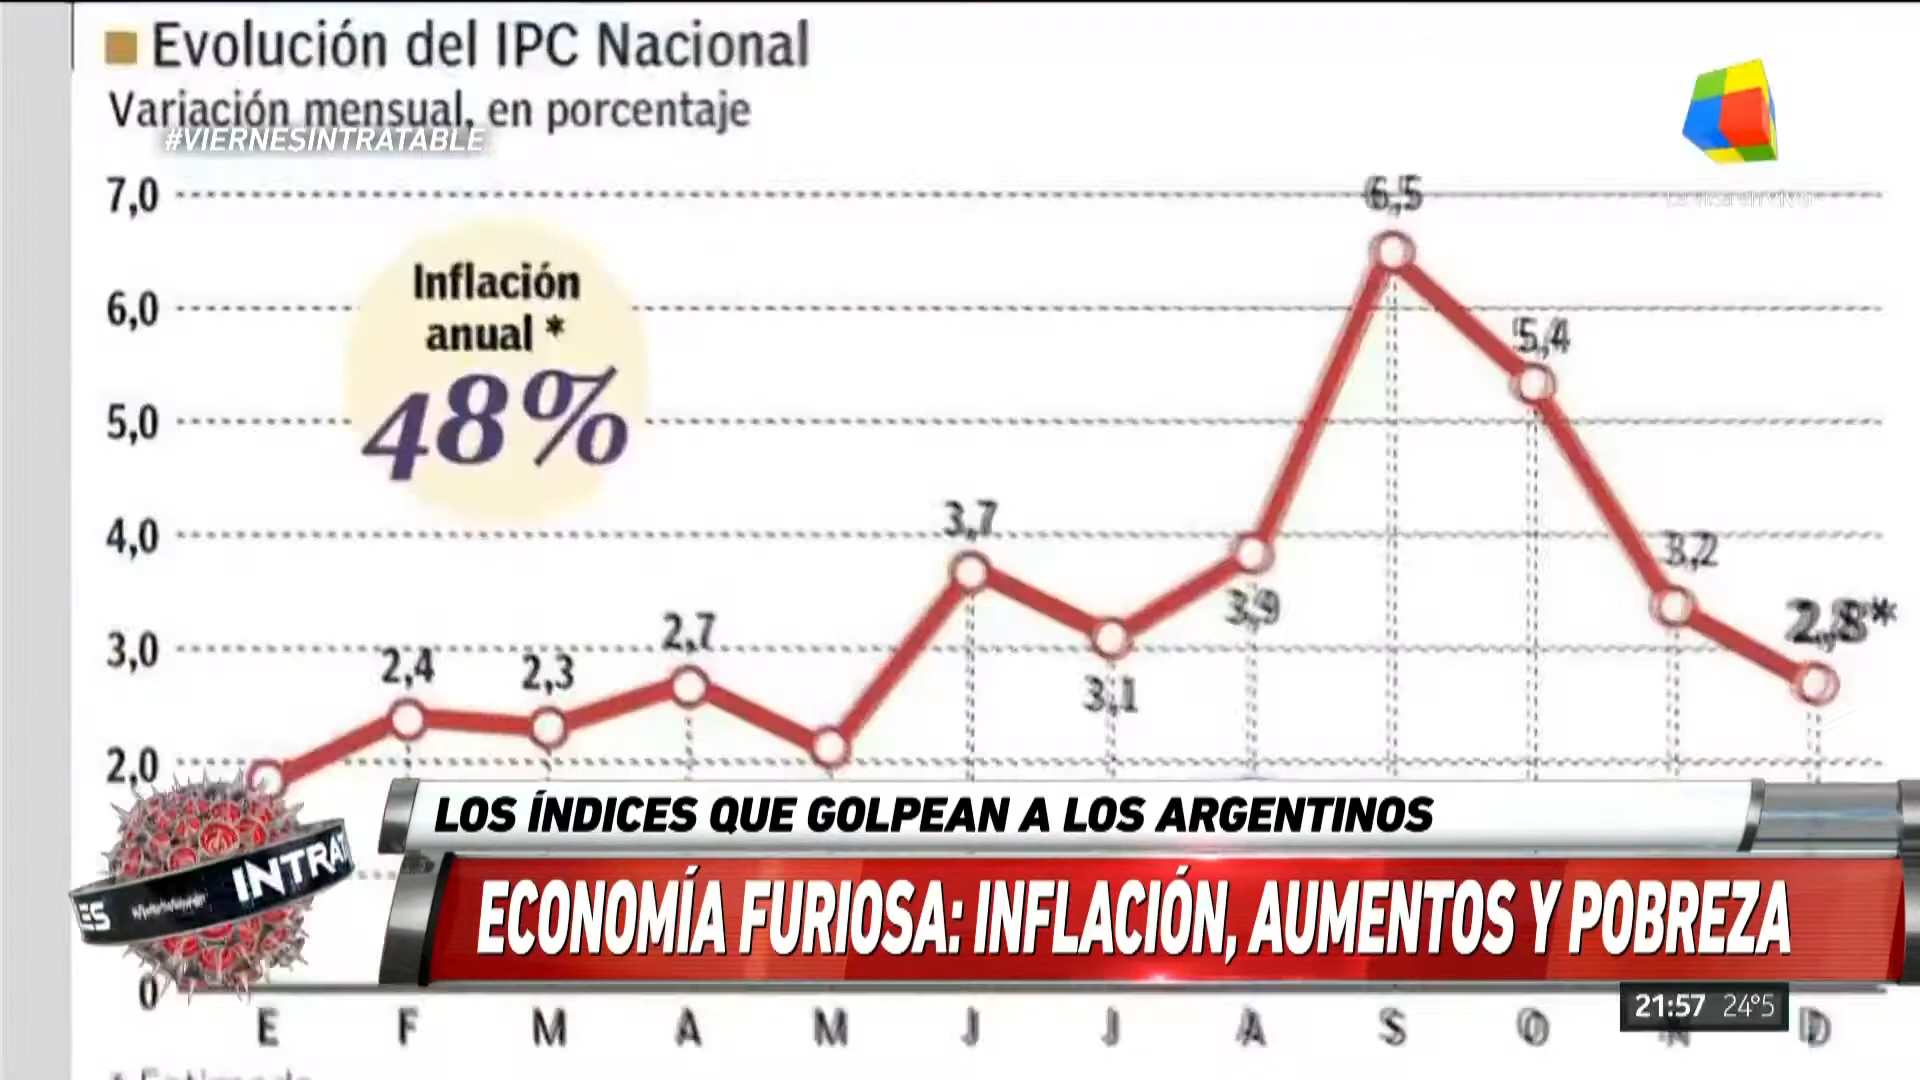 Evolución del IPC Nacional
Variación mensual, en porcentaje
#VIERNESINTRATABLE
7,0
6,5
Inflación
anual *
48%
6,0
5,4
5,0
4,0
3,7
3,2
3,9
3,0
2,4
2,3
2,7
3,1
2,8*
2,0
LOS ÍNDICES QUE GOLPEAN A LOS ARGENTINOS
ECONOMÍA FURIOSA: INFLACIÓN, AUMENTOS Y POBREZA
0
E F M A M J J A S O N D
21:57 24°5